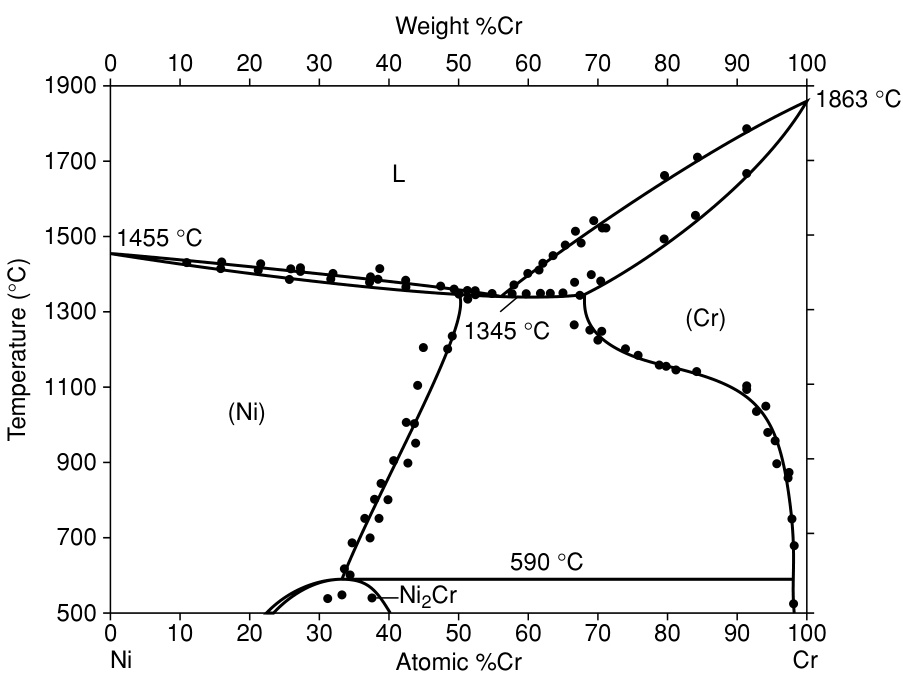 Weight %Cr
0 10 20 30 40 50 60 70 80 90 100
1900
1863 °C
1700
L
1500
1455 °C
1300
1345 °C
(Cr)
1100
(Ni)
900
700
590 °C
Ni₂Cr
500
Temperature (°C)
0 10 20 30 40 50 60 70 80 90 100
Ni
Atomic %Cr
Cr